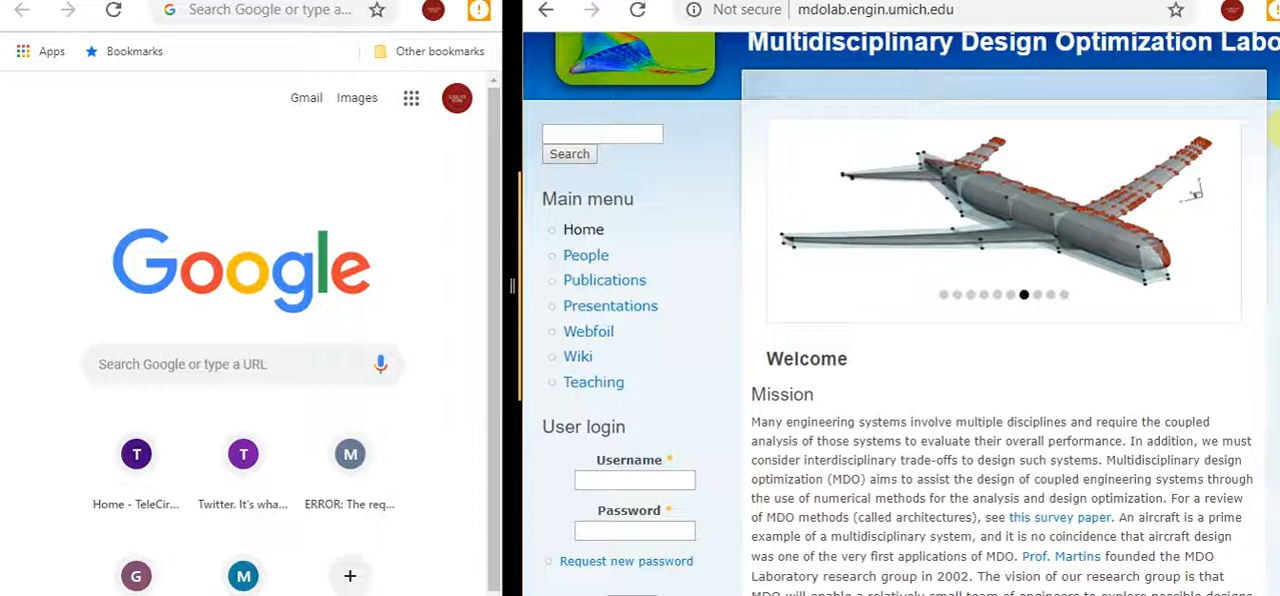 Search Google or type a...
Apps
Bookmarks
Other bookmarks
Gmail
Images
Google
Search Google or type a URL
T
T
M
Home - TeleCir...
Twitter. It's wha...
ERROR: The req...
G
M
+
Not secure
mdolab.engin.umich.edu
Multidisciplinary Design Optimization Labo
Search
Main menu
Home
People
Publications
Presentations
Webfoil
Wiki
Teaching
User login
Username *
Password *
Request new password
Welcome
Mission
Many engineering systems involve multiple disciplines and require the coupled
analysis of those systems to evaluate their overall performance. In addition, we must
consider interdisciplinary trade-offs to design such systems. Multidisciplinary design
optimization (MDO) aims to assist the design of coupled engineering systems through
the use of numerical methods for the analysis and design optimization. For a review
of MDO methods (called architectures), see this survey paper. An aircraft is a prime
example of a multidisciplinary system, and it is no coincidence that aircraft design
was one of the very first applications of MDO. Prof. Martins founded the MDO
Laboratory research group in 2002. The vision of our research group is that
MDO will enable a relatively small team of engineers to explore possible designs